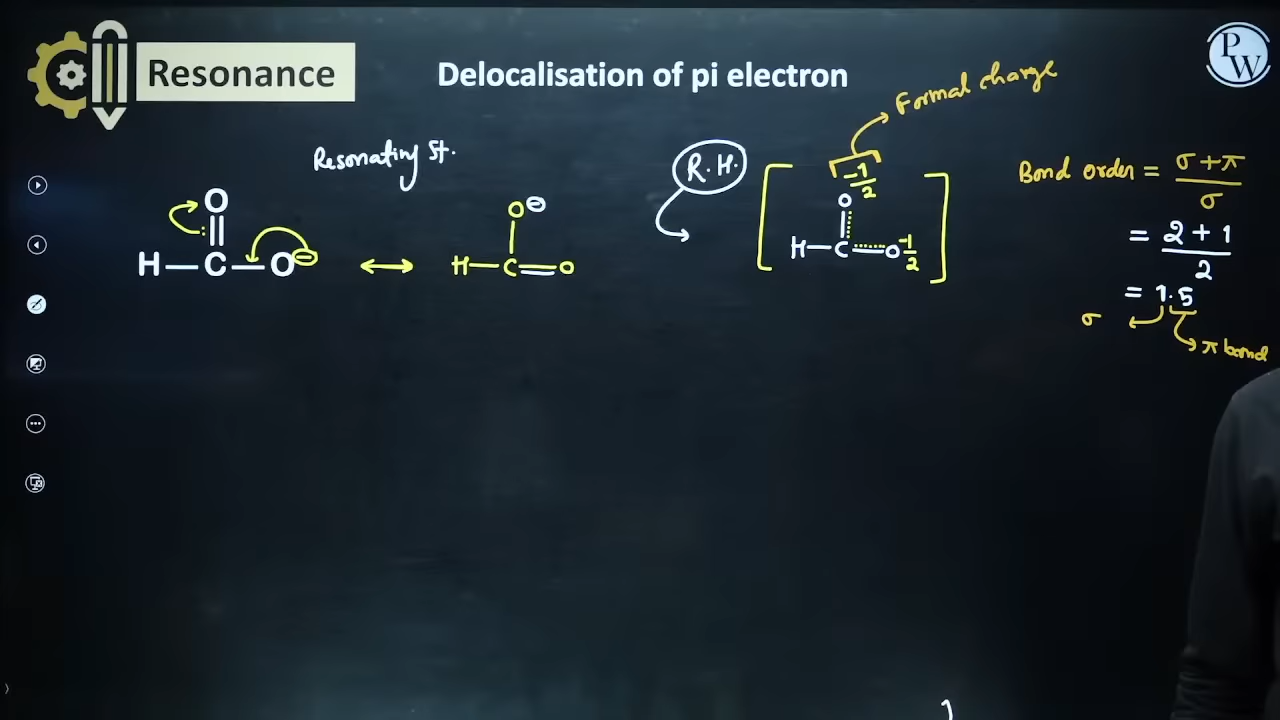 Resonance
Delocalisation of pi electron
PW
Formal charge
Resonating st.
R.H.
Bond order = σ+π / σ
= 2+1 / 2
= 1.5
σ
π bond
O
H—C—O⊖
↔
O⊖
H—C=O
-1/2
O
H—C O -1/2